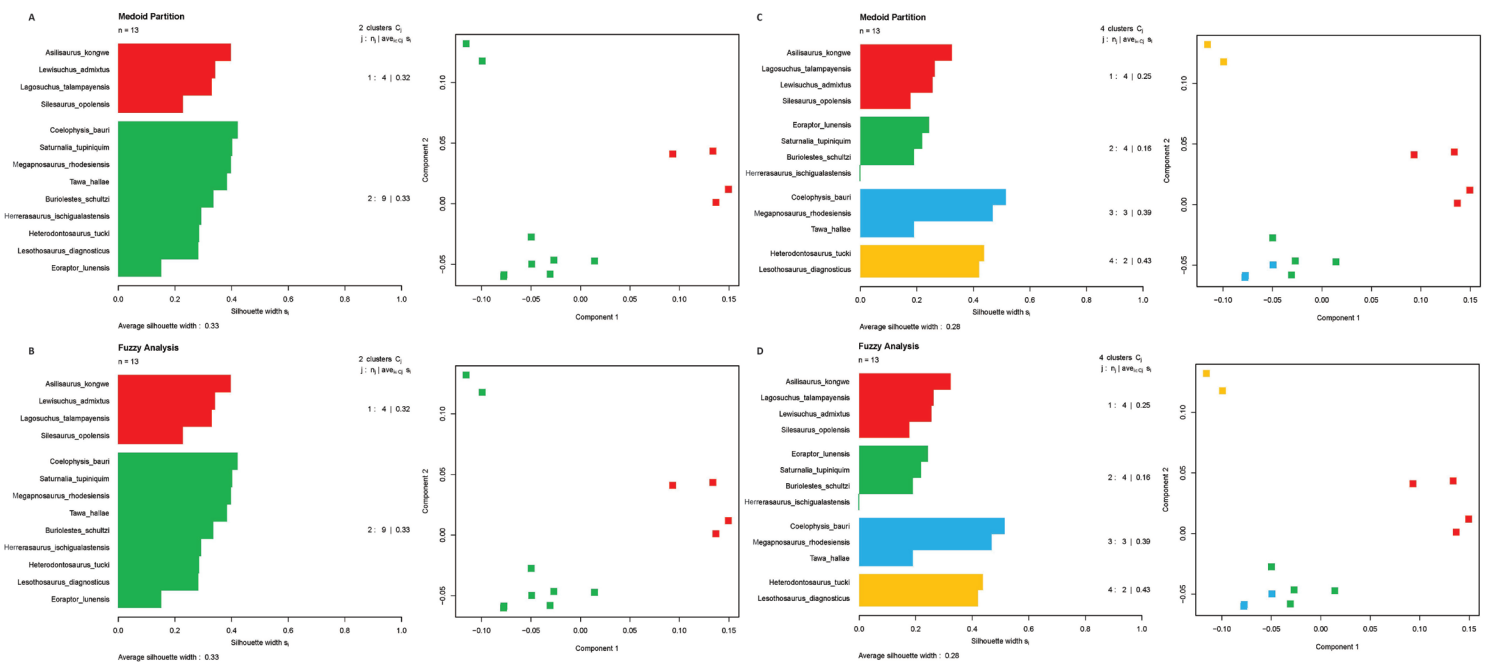 A
Medoid Partition
n = 13
2 clusters Cj
j : nj | avei∈Cj si
Asilisaurus_kongwe
Lewisuchus_admixtus
Lagosuchus_talampayensis
Silesaurus_opolensis
1 : 4 | 0.32
Coelophysis_bauri
Saturnalia_tupiniquim
Megapnosaurus_rhodesiensis
Tawa_hallae
Buriolestes_schultzi
Herrerasaurus_ischigualastensis
Heterodontosaurus_tucki
Lesothosaurus_diagnosticus
Eoraptor_lunensis
2 : 9 | 0.33
0.0 0.2 0.4 0.6 0.8 1.0
Silhouette width si
Average silhouette width : 0.33
Component 2
0.10
0.05
0.00
−0.05
−0.10 −0.05 0.00 0.05 0.10 0.15
Component 1
B
Fuzzy Analysis
n = 13
2 clusters Cj
j : nj | avei∈Cj si
Asilisaurus_kongwe
Lewisuchus_admixtus
Lagosuchus_talampayensis
Silesaurus_opolensis
1 : 4 | 0.32
Coelophysis_bauri
Saturnalia_tupiniquim
Megapnosaurus_rhodesiensis
Tawa_hallae
Buriolestes_schultzi
Herrerasaurus_ischigualastensis
Heterodontosaurus_tucki
Lesothosaurus_diagnosticus
Eoraptor_lunensis
2 : 9 | 0.33
0.0 0.2 0.4 0.6 0.8 1.0
Silhouette width si
Average silhouette width : 0.33
Component 2
0.10
0.05
0.00
−0.05
−0.10 −0.05 0.00 0.05 0.10 0.15
Component 1
C
Medoid Partition
n = 13
4 clusters Cj
j : nj | avei∈Cj si
Asilisaurus_kongwe
Lagosuchus_talampayensis
Lewisuchus_admixtus
Silesaurus_opolensis
1 : 4 | 0.25
Eoraptor_lunensis
Saturnalia_tupiniquim
Buriolestes_schultzi
Herrerasaurus_ischigualastensis
2 : 4 | 0.16
Coelophysis_bauri
Megapnosaurus_rhodesiensis
Tawa_hallae
3 : 3 | 0.39
Heterodontosaurus_tucki
Lesothosaurus_diagnosticus
4 : 2 | 0.43
0.0 0.2 0.4 0.6 0.8 1.0
Silhouette width si
Average silhouette width : 0.28
Component 2
0.10
0.05
0.00
−0.05
−0.10 −0.05 0.00 0.05 0.10 0.15
Component 1
D
Fuzzy Analysis
n = 13
4 clusters Cj
j : nj | avei∈Cj si
Asilisaurus_kongwe
Lagosuchus_talampayensis
Lewisuchus_admixtus
Silesaurus_opolensis
1 : 4 | 0.25
Eoraptor_lunensis
Saturnalia_tupiniquim
Buriolestes_schultzi
Herrerasaurus_ischigualastensis
2 : 4 | 0.16
Coelophysis_bauri
Megapnosaurus_rhodesiensis
Tawa_hallae
3 : 3 | 0.39
Heterodontosaurus_tucki
Lesothosaurus_diagnosticus
4 : 2 | 0.43
0.0 0.2 0.4 0.6 0.8 1.0
Silhouette width si
Average silhouette width : 0.28
Component 2
0.10
0.05
0.00
−0.05
−0.10 −0.05 0.00 0.05 0.10 0.15
Component 1